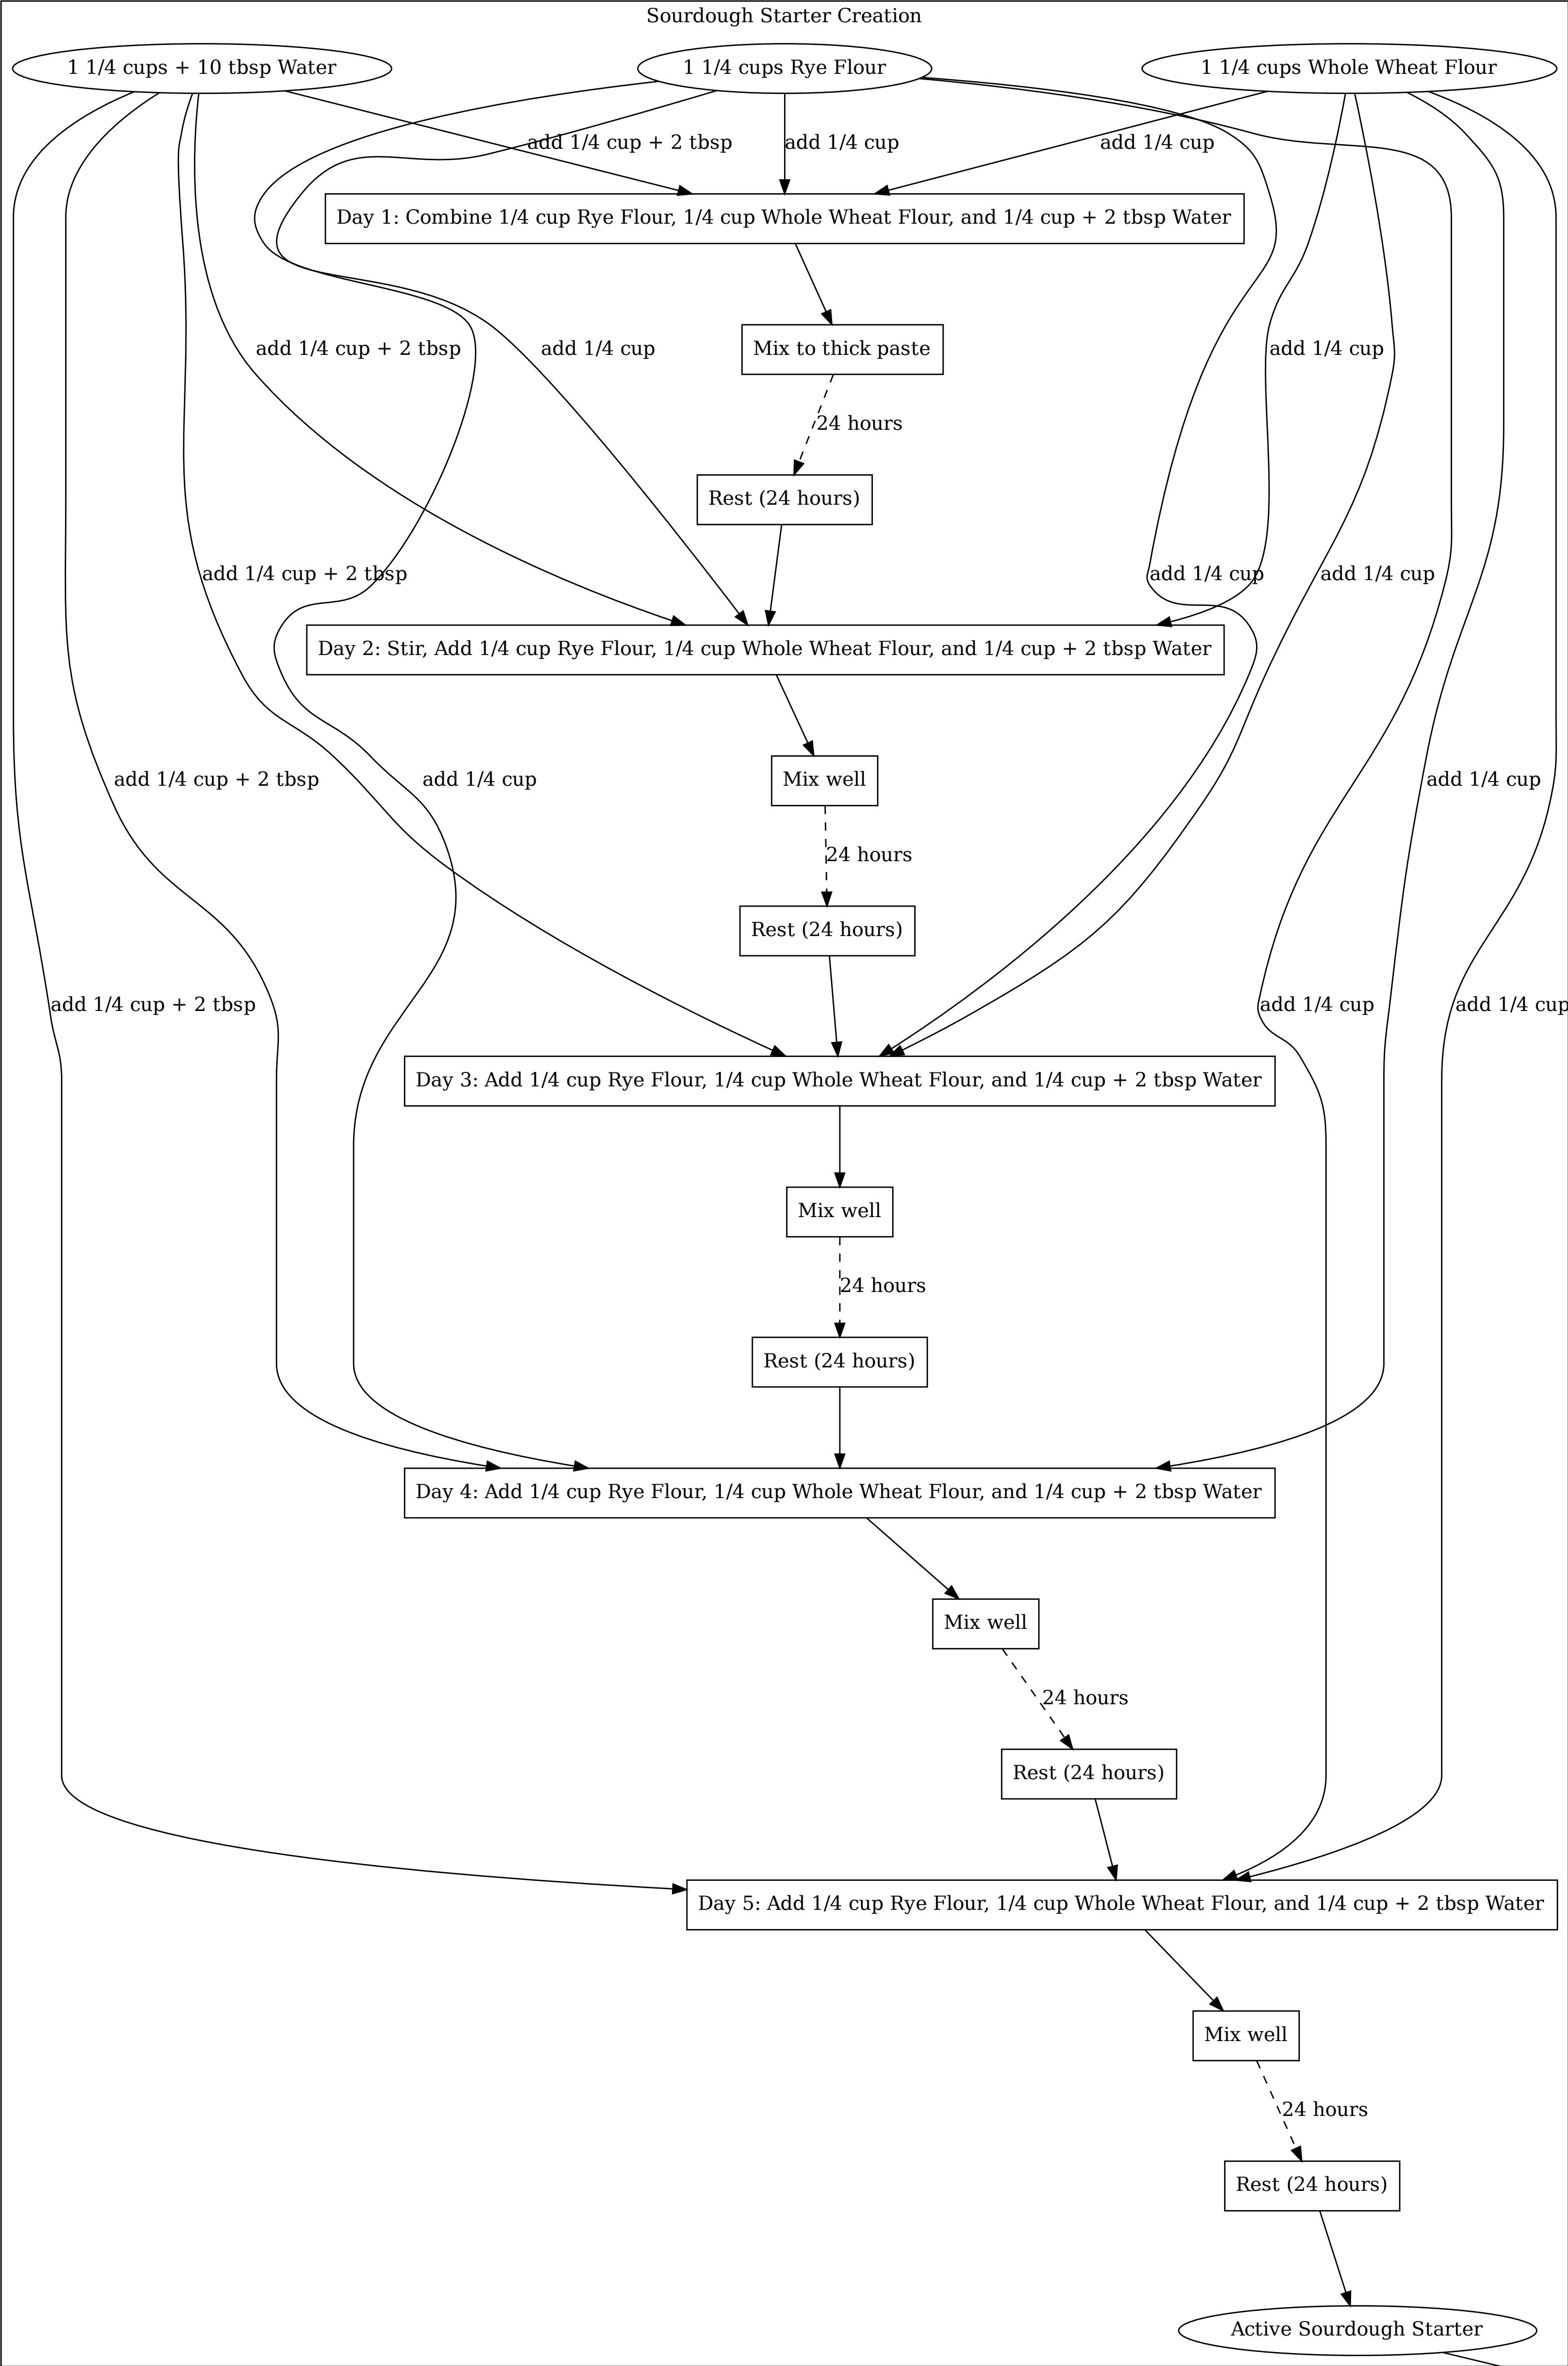 Sourdough Starter Creation
1 1/4 cups + 10 tbsp Water
1 1/4 cups Rye Flour
1 1/4 cups Whole Wheat Flour
add 1/4 cup + 2 tbsp
add 1/4 cup
add 1/4 cup
Day 1: Combine 1/4 cup Rye Flour, 1/4 cup Whole Wheat Flour, and 1/4 cup + 2 tbsp Water
add 1/4 cup + 2 tbsp
add 1/4 cup
Mix to thick paste
add 1/4 cup
24 hours
Rest (24 hours)
add 1/4 cup + 2 tbsp
add 1/4 cup
add 1/4 cup
Day 2: Stir, Add 1/4 cup Rye Flour, 1/4 cup Whole Wheat Flour, and 1/4 cup + 2 tbsp Water
add 1/4 cup + 2 tbsp
add 1/4 cup
Mix well
add 1/4 cup
24 hours
Rest (24 hours)
add 1/4 cup + 2 tbsp
add 1/4 cup
add 1/4 cup
Day 3: Add 1/4 cup Rye Flour, 1/4 cup Whole Wheat Flour, and 1/4 cup + 2 tbsp Water
Mix well
24 hours
Rest (24 hours)
Day 4: Add 1/4 cup Rye Flour, 1/4 cup Whole Wheat Flour, and 1/4 cup + 2 tbsp Water
Mix well
24 hours
Rest (24 hours)
Day 5: Add 1/4 cup Rye Flour, 1/4 cup Whole Wheat Flour, and 1/4 cup + 2 tbsp Water
Mix well
24 hours
Rest (24 hours)
Active Sourdough Starter